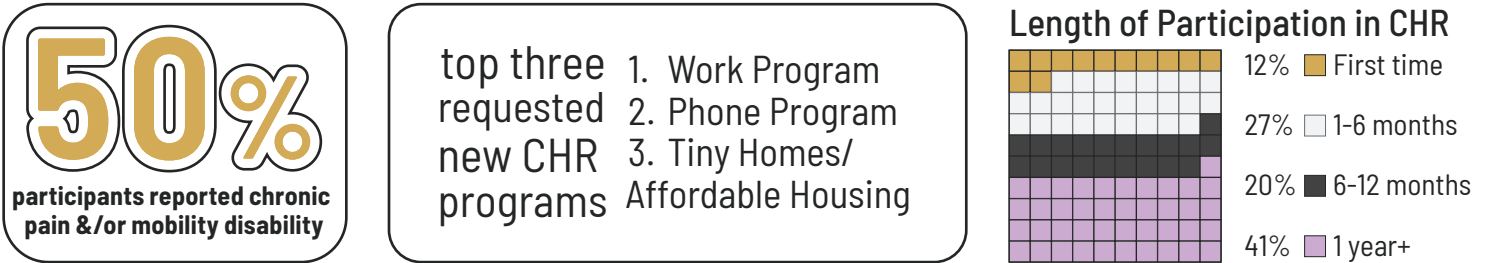 50%
participants reported chronic
pain &/or mobility disability
top three
requested
new CHR
programs
1. Work Program
2. Phone Program
3. Tiny Homes/
Affordable Housing
Length of Participation in CHR
12% First time
27% 1-6 months
20% 6-12 months
41% 1 year+